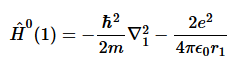 Ĥ⁰(1) = −ħ²/2m ∇₁² − 2e²/4πϵ₀r₁